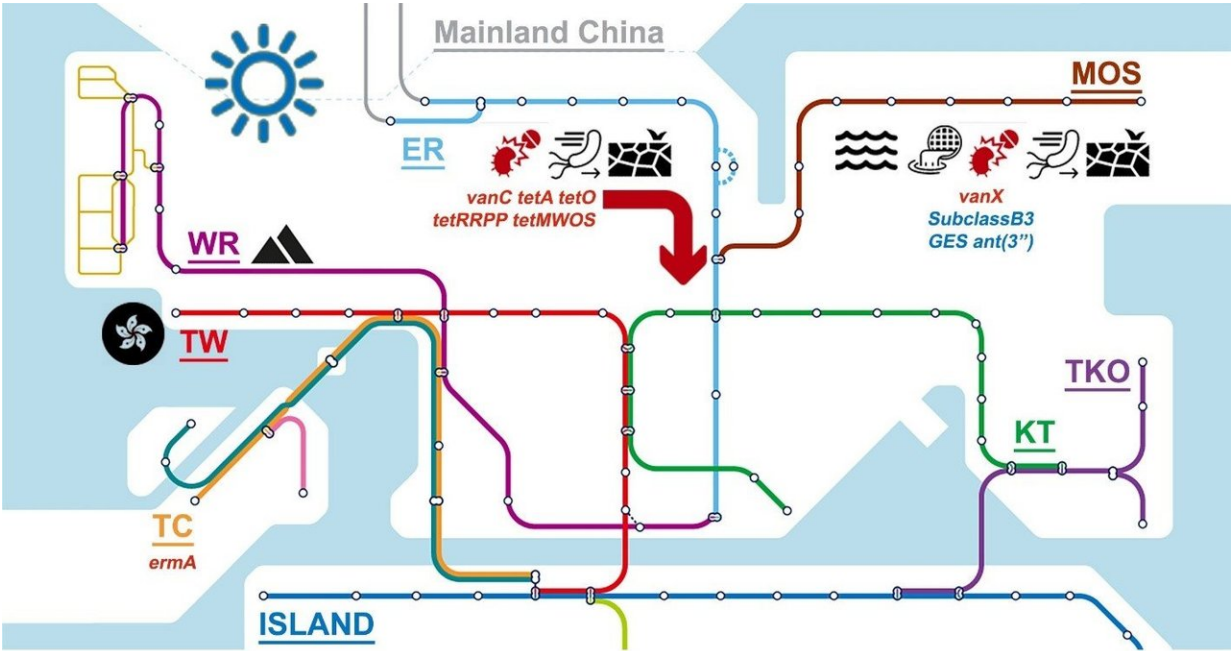 Mainland China
MOS
ER
vanC tetA tetO
tetRRPP tetMWOS
vanX
SubclassB3
GES ant(3”)
WR
TW
TKO
KT
TC
ermA
ISLAND